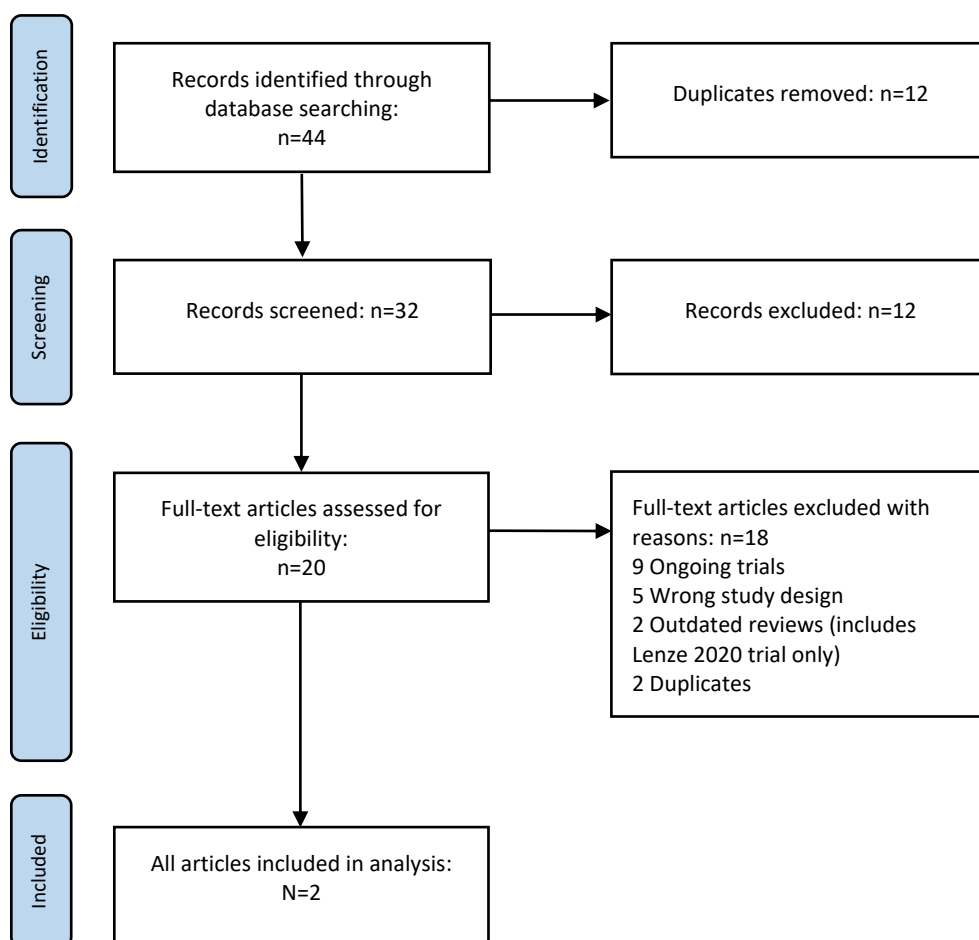 Identification
Records identified through
database searching:
n=44
Duplicates removed: n=12
Screening
Records screened: n=32
Records excluded: n=12
Eligibility
Full-text articles assessed for
eligibility:
n=20
Full-text articles excluded with
reasons: n=18
9 Ongoing trials
5 Wrong study design
2 Outdated reviews (includes
Lenze 2020 trial only)
2 Duplicates
Included
All articles included in analysis:
N=2